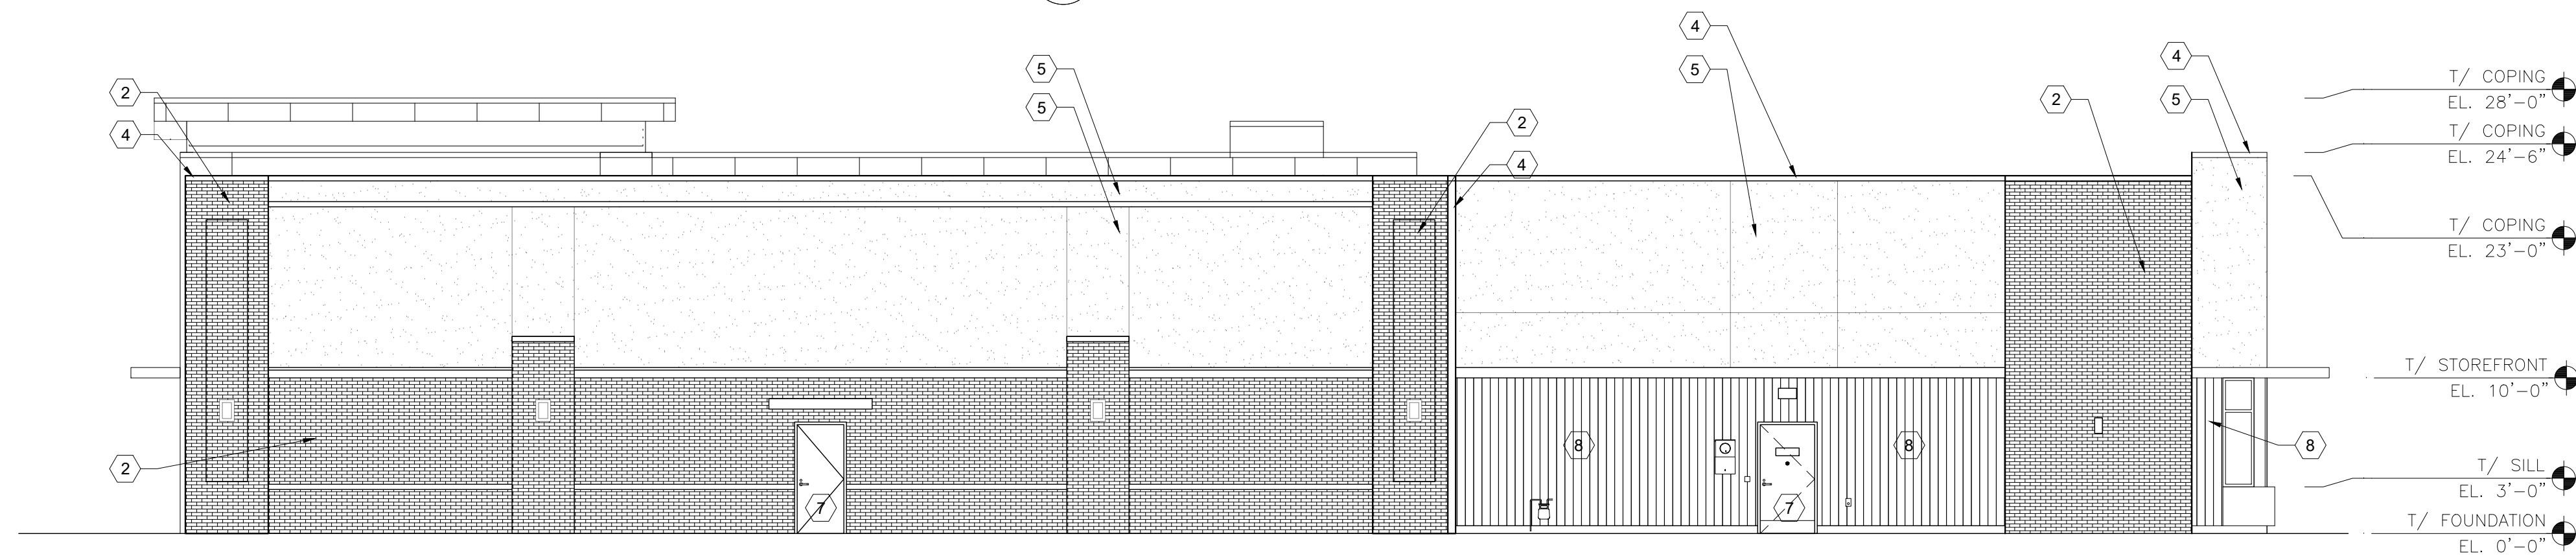 4
5
5
4
5
2
4
2
5
2
4
2
4
T/ COPING
EL. 28'-0"
T/ COPING
EL. 24'-6"
T/ COPING
EL. 23'-0"
T/ STOREFRONT
EL. 10'-0"
2
8
8
8
7
7
T/ SILL
EL. 3'-0"
T/ FOUNDATION
EL. 0'-0"